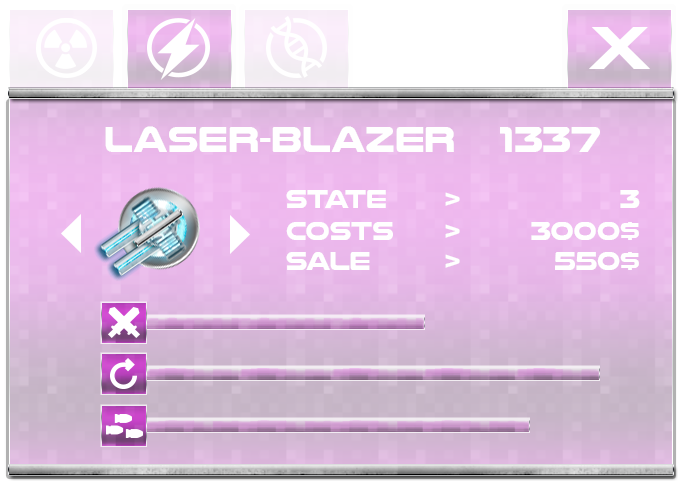 X
LASER-BLAZER 1337
STATE > 3
COSTS > 3000$
SALE > 550$